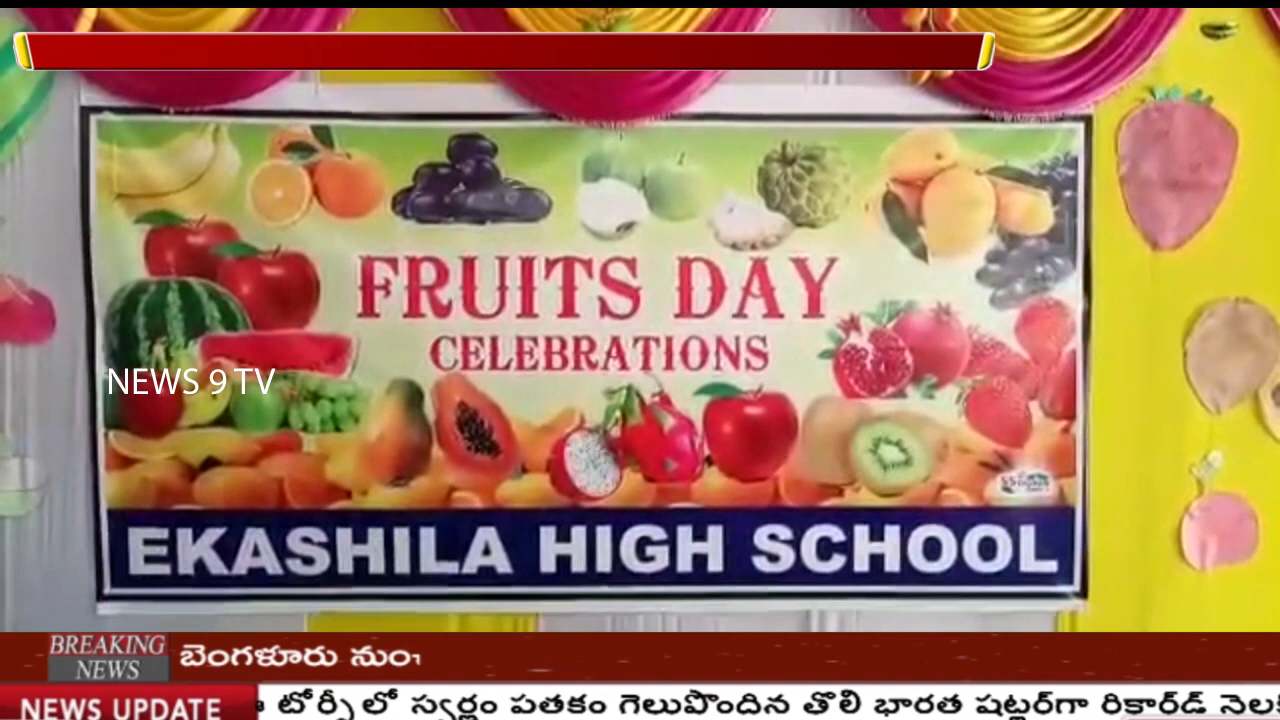 FRUITS DAY
CELEBRATIONS
NEWS 9 TV
EKASHILA HIGH SCHOOL
BREAKING NEWS
బెంగళూరు
NEWS UPDATE
టోర్నీలో స్వర్ణం పతకం గెలుపొందిన తొలి భారత షట్లర్‌గా రికార్డ్